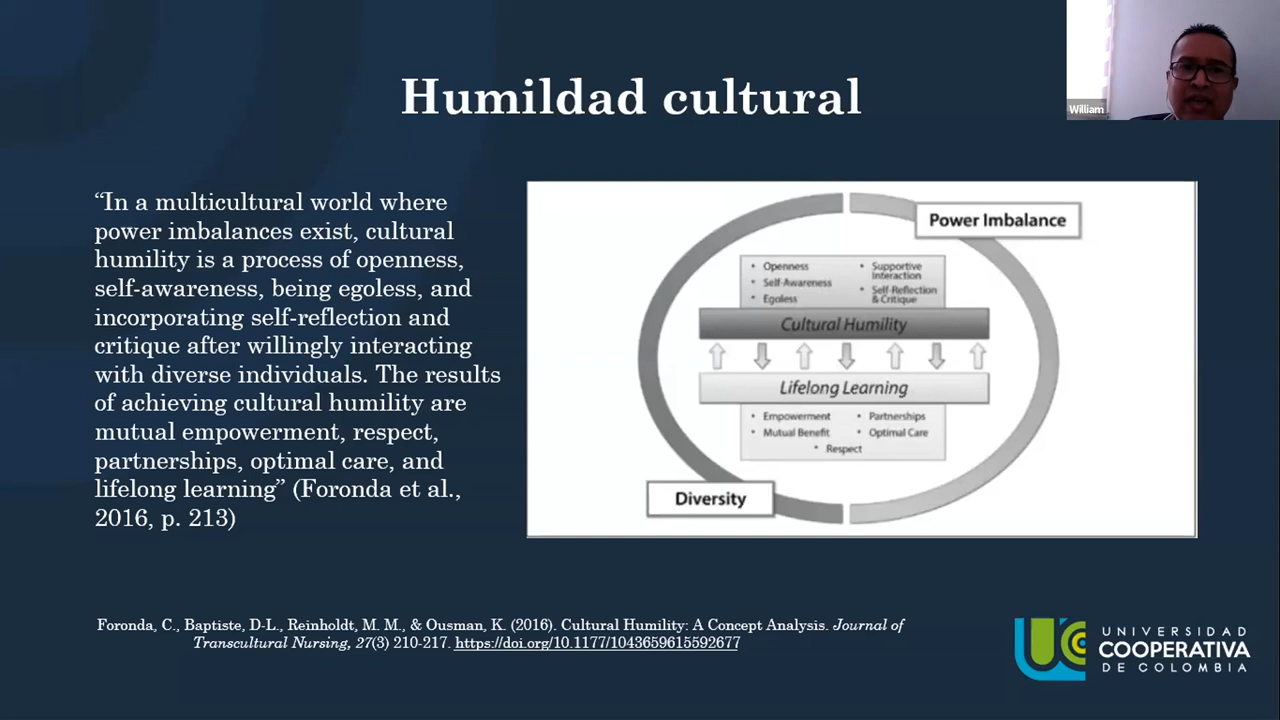 Humildad cultural
William
“In a multicultural world where
power imbalances exist, cultural
humility is a process of openness,
self-awareness, being egoless, and
incorporating self-reflection and
critique after willingly interacting
with diverse individuals. The results
of achieving cultural humility are
mutual empowerment, respect,
partnerships, optimal care, and
lifelong learning” (Foronda et al.,
2016, p. 213)
Power Imbalance
• Openness
• Self-Awareness
• Egoless
• Supportive
Interaction
• Self-Reflection
& Critique
Cultural Humility
Lifelong Learning
• Empowerment
• Mutual Benefit
• Partnerships
• Optimal Care
• Respect
Diversity
Foronda, C., Baptiste, D-L., Reinholdt, M. M., & Ousman, K. (2016). Cultural Humility: A Concept Analysis. Journal of
Transcultural Nursing, 27(3) 210-217. https://doi.org/10.1177/1043659615592677
UNIVERSIDAD
COOPERATIVA
DE COLOMBIA